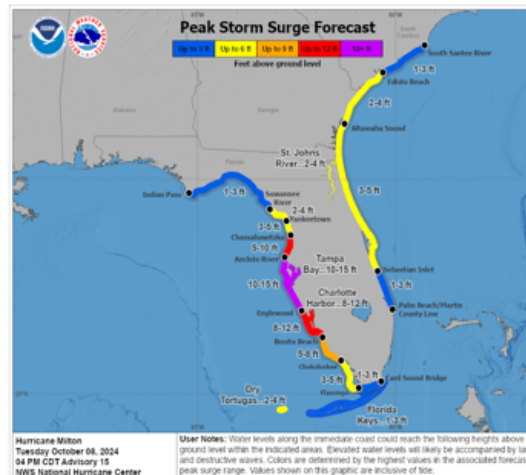 Peak Storm Surge Forecast
Up to 3 ft
Up to 6 ft
Up to 9 ft
Up to 12 ft
12+ ft
Feet above ground level
NOAA
South Carolina
Alabama
Georgia
Florida
South Santee River
1-3 ft
Edisto Beach
2-4 ft
Altamaha Sound
St. Johns
River...2-4 ft
3-5 ft
Sebastian Inlet
1-3 ft
Palm Beach/Martin
County Line
Indian Pass
1-3 ft
Suwannee
River
2-4 ft
Yankeetown
3-5 ft
Chassahowitzka
5-10 ft
Anclote River
Tampa
Bay...10-15 ft
10-15 ft
Charlotte
Harbor...8-12 ft
Englewood
8-12 ft
Bonita Beach
5-8 ft
Chokoloskee
3-5 ft
Flamingo
1-3 ft
Card Sound Bridge
Dry
Tortugas...2-4 ft
Florida
Keys...1-3 ft
Hurricane Milton
Tuesday October 08, 2024
04 PM CDT Advisory 15
NWS National Hurricane Center
User Notes: Water levels along the immediate coast could reach the following heights above
ground level within the indicated areas. Elevated water levels will likely be accompanied by
and destructive waves. Colors are determined by the highest values in the associated
peak surge range. Values shown on this graphic are inclusive of tide.